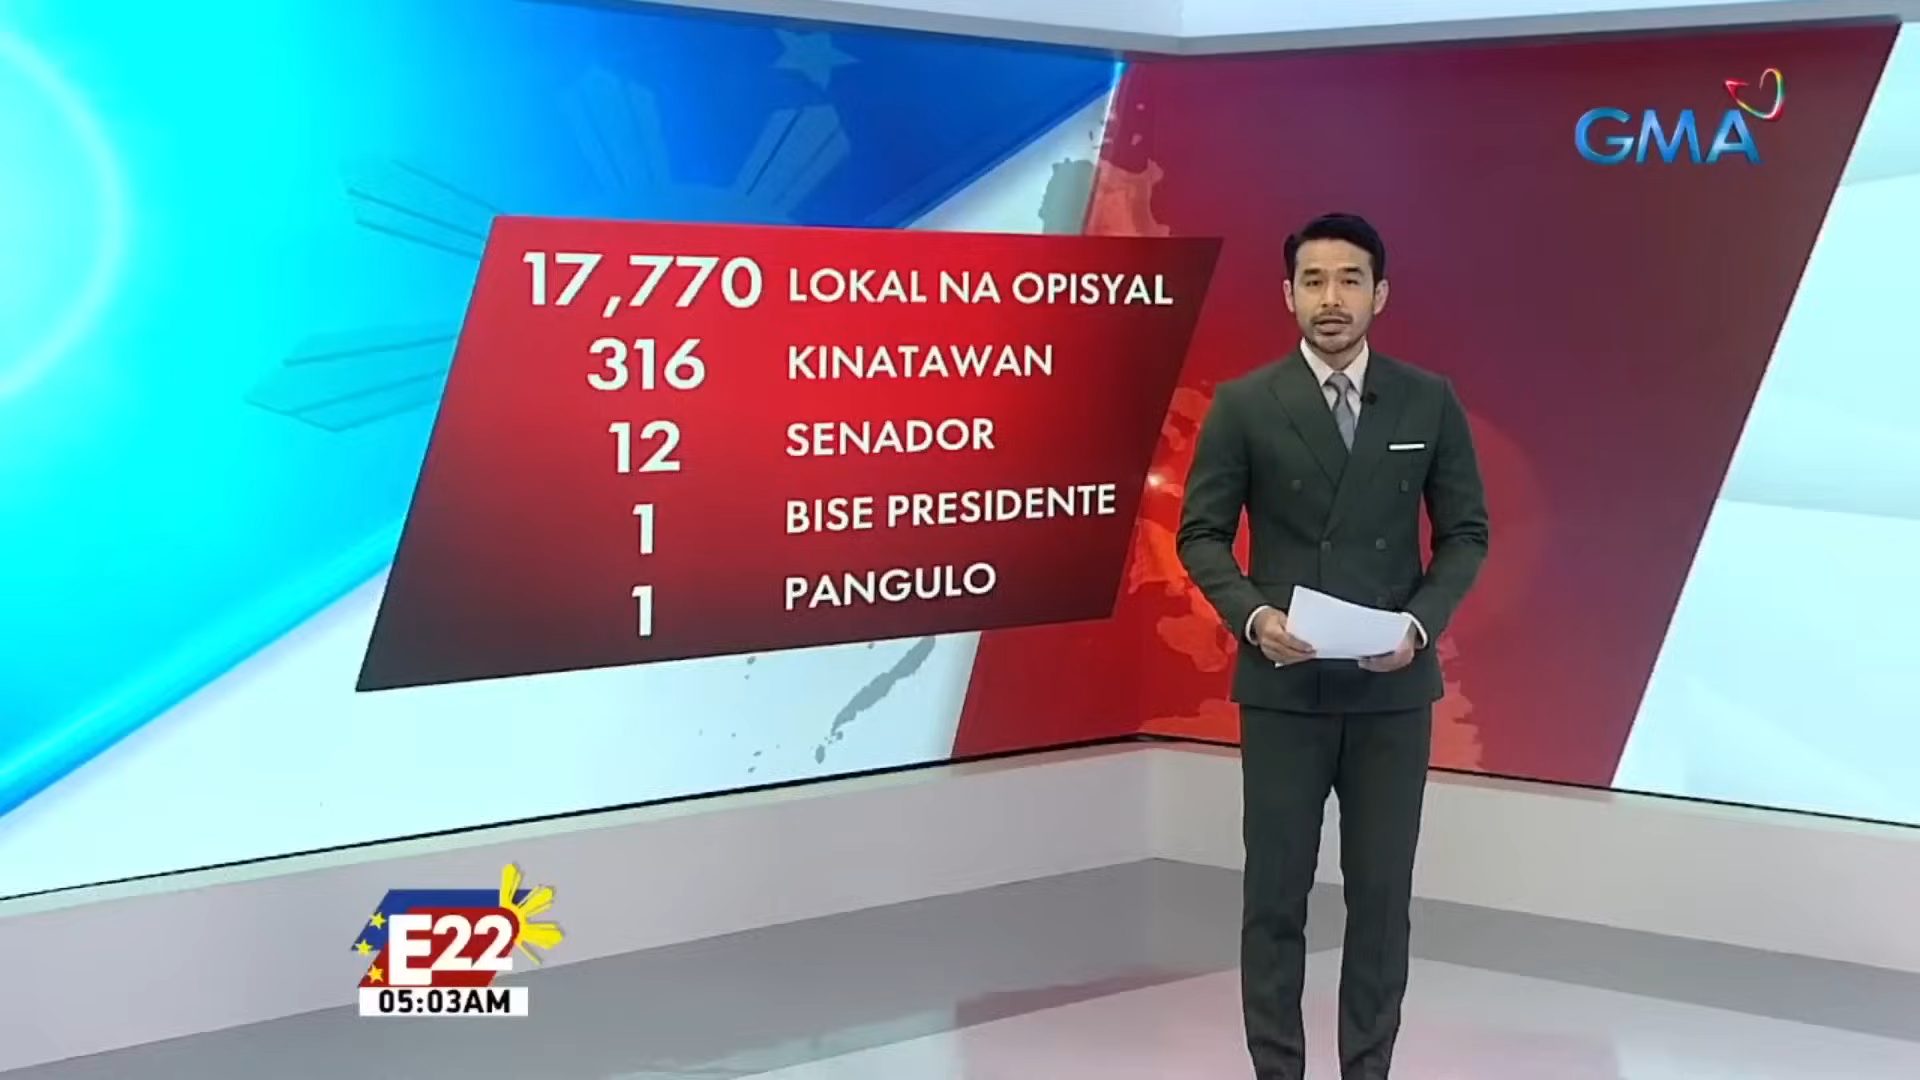 GMA
17,770 LOKAL NA OPISYAL
316 KINATAWAN
12 SENADOR
1 BISE PRESIDENTE
1 PANGULO
E22
05:03AM